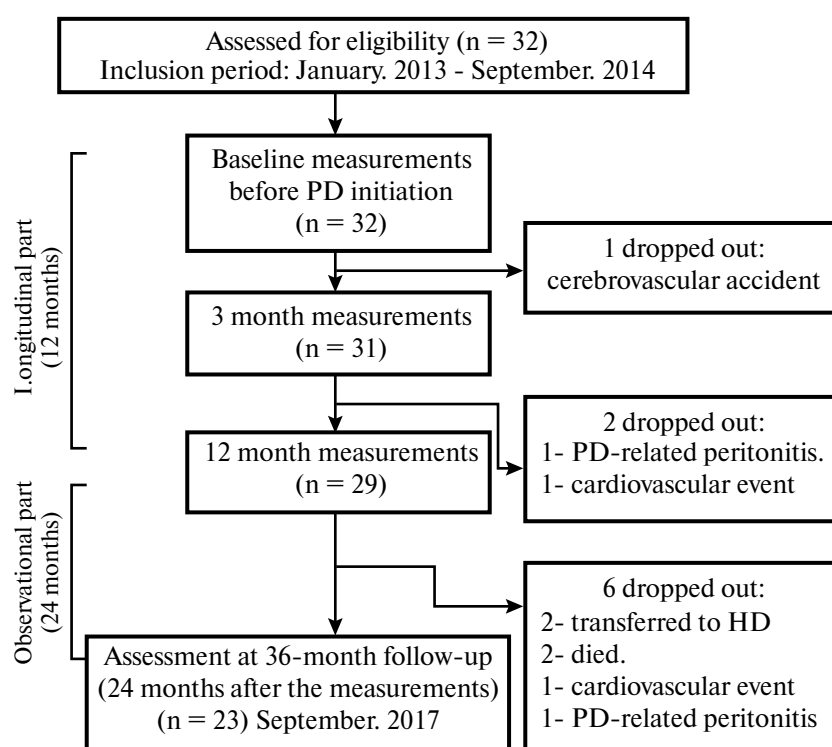 Assessed for eligibility (n = 32)
Inclusion period: January. 2013 - September. 2014
Baseline measurements
before PD initiation
(n = 32)
1 dropped out:
cerebrovascular accident
3 month measurements
(n = 31)
2 dropped out:
1- PD-related peritonitis.
1- cardiovascular event
12 month measurements
(n = 29)
6 dropped out:
2- transferred to HD
2- died.
1- cardiovascular event
1- PD-related peritonitis
Assessment at 36-month follow-up
(24 months after the measurements)
(n = 23) September. 2017
Longitudinal part
(12 months)
Observational part
(24 months)